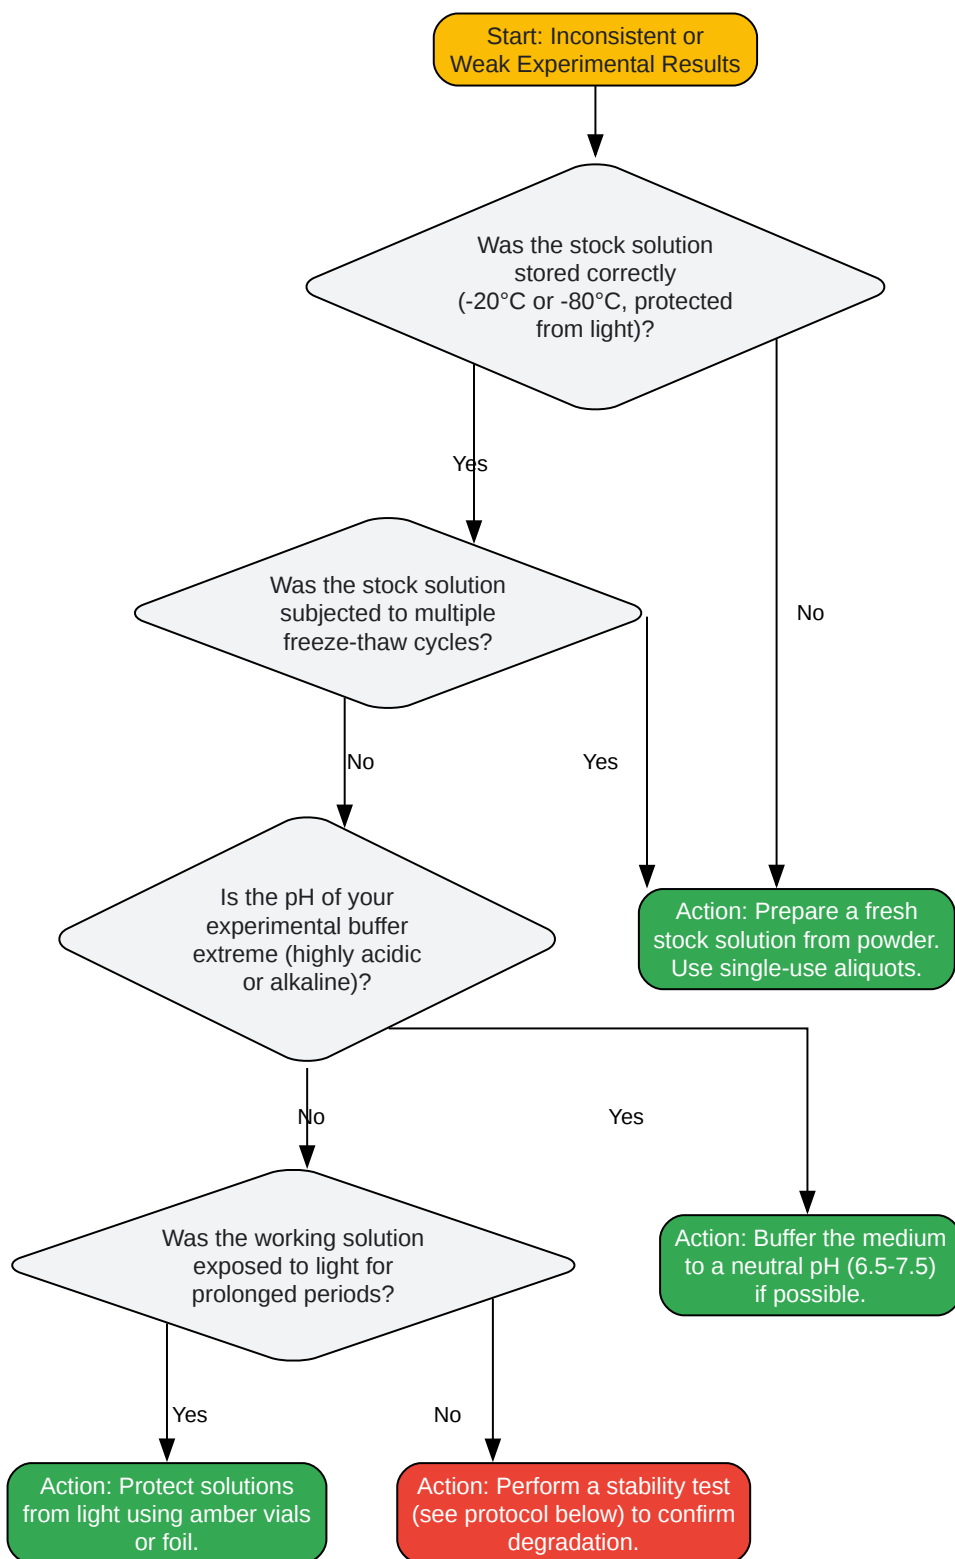 Start: Inconsistent or
Weak Experimental Results
Was the stock solution
stored correctly
(-20°C or -80°C, protected
from light)?
Yes
Was the stock solution
subjected to multiple
freeze-thaw cycles?
No
No
Yes
Is the pH of your
experimental buffer
extreme (highly acidic
or alkaline)?
Action: Prepare a fresh
stock solution from powder.
Use single-use aliquots.
No
Yes
Was the working solution
exposed to light for
prolonged periods?
Action: Buffer the medium
to a neutral pH (6.5-7.5)
if possible.
Yes
No
Action: Protect solutions
from light using amber vials
or foil.
Action: Perform a stability test
(see protocol below) to confirm
degradation.